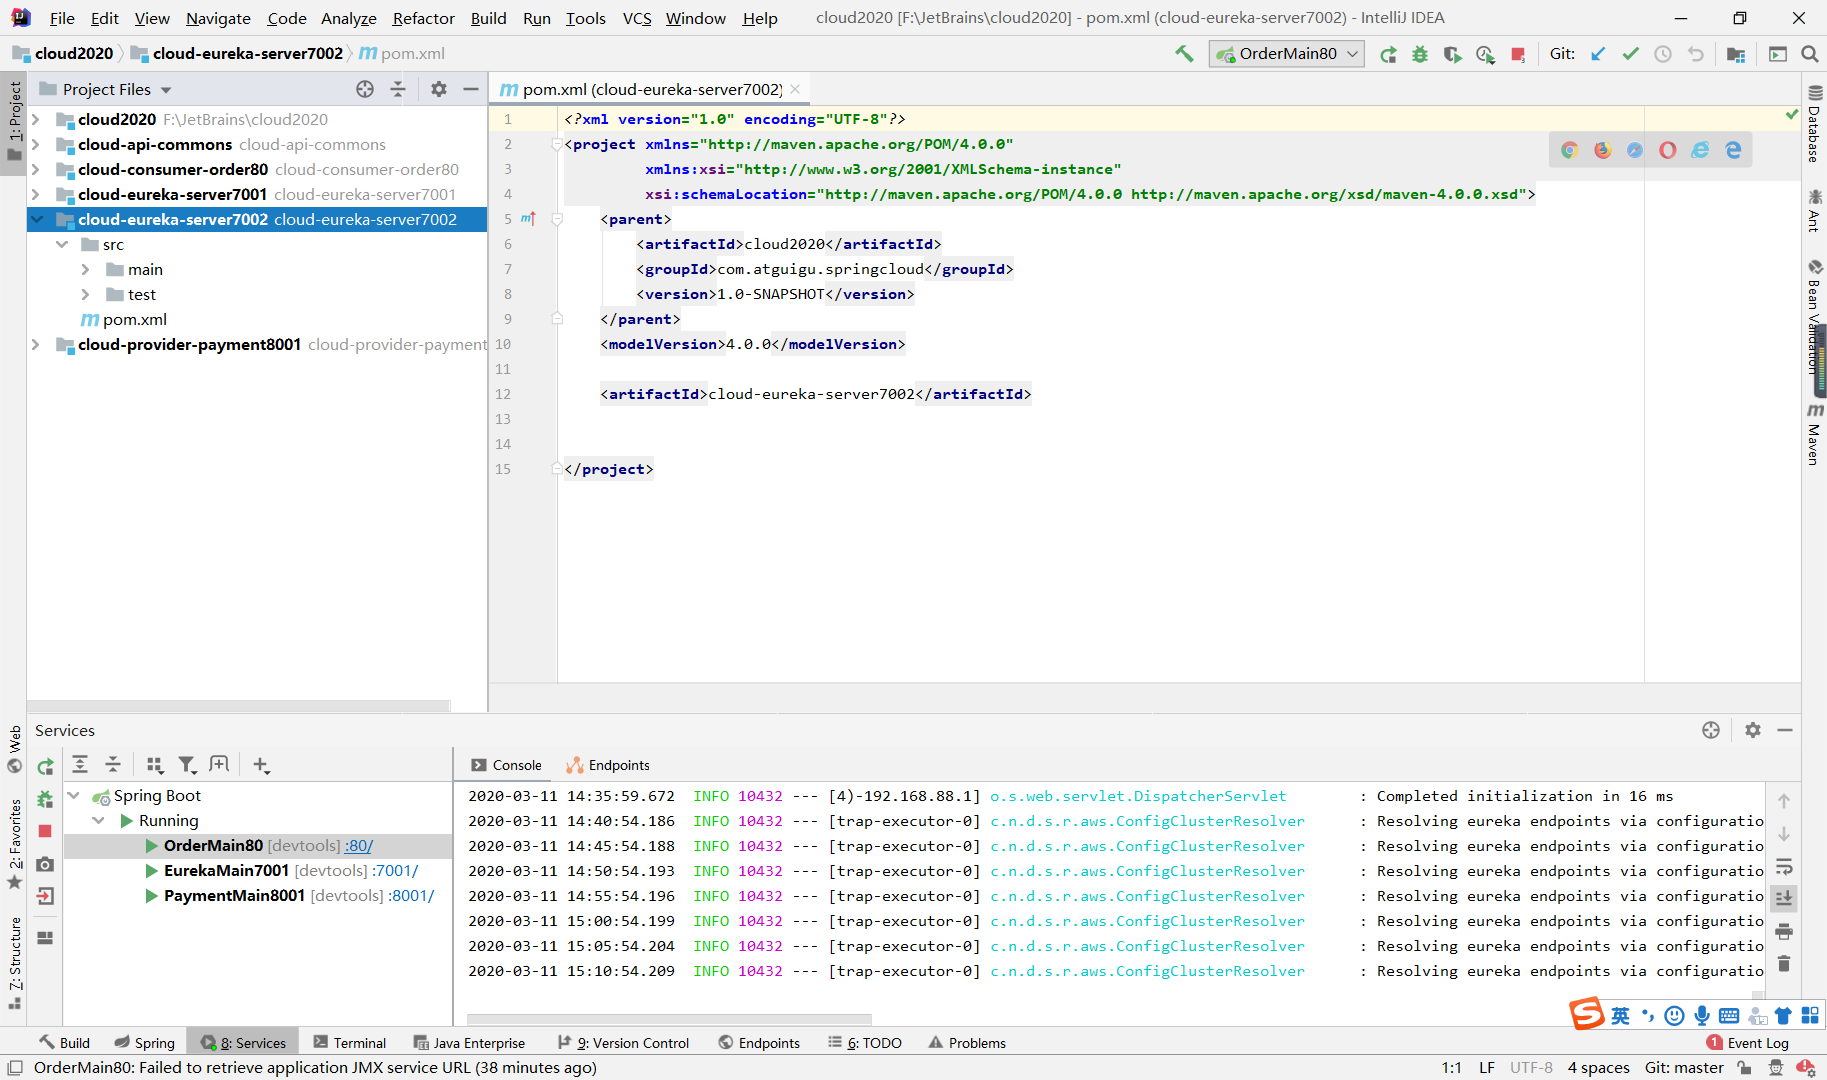 File Edit View Navigate Code Analyze Refactor Build Run Tools VCS Window Help cloud2020 [F:\JetBrains\cloud2020] - pom.xml (cloud-eureka-server7002) - IntelliJ IDEA
cloud2020 cloud-eureka-server7002 m pom.xml OrderMain80 Git:
Project Files
m pom.xml (cloud-eureka-server7002)
1: Project
cloud2020 F:\JetBrains\cloud2020
cloud-api-commons cloud-api-commons
cloud-consumer-order80 cloud-consumer-order80
cloud-eureka-server7001 cloud-eureka-server7001
cloud-eureka-server7002 cloud-eureka-server7002
src
main
test
m pom.xml
cloud-provider-payment8001 cloud-provider-payment
1 <?xml version="1.0" encoding="UTF-8"?>
2 <project xmlns="http://maven.apache.org/POM/4.0.0"
3 xmlns:xsi="http://www.w3.org/2001/XMLSchema-instance"
4 xsi:schemaLocation="http://maven.apache.org/POM/4.0.0 http://maven.apache.org/xsd/maven-4.0.0.xsd">
5 m <parent>
6 <artifactId>cloud2020</artifactId>
7 <groupId>com.atguigu.springcloud</groupId>
8 <version>1.0-SNAPSHOT</version>
9 </parent>
10 <modelVersion>4.0.0</modelVersion>
11
12 <artifactId>cloud-eureka-server7002</artifactId>
13
14
15 </project>
Database
Ant
Bean Validation
m Maven
Web
2: Favorites
7: Structure
Services
Spring Boot
Running
OrderMain80 [devtools] :80/
EurekaMain7001 [devtools] :7001/
PaymentMain8001 [devtools] :8001/
Console Endpoints
2020-03-11 14:35:59.672 INFO 10432 --- [4)-192.168.88.1] o.s.web.servlet.DispatcherServlet : Completed initialization in 16 ms
2020-03-11 14:40:54.186 INFO 10432 --- [trap-executor-0] c.n.d.s.r.aws.ConfigClusterResolver : Resolving eureka endpoints via configuratio
2020-03-11 14:45:54.188 INFO 10432 --- [trap-executor-0] c.n.d.s.r.aws.ConfigClusterResolver : Resolving eureka endpoints via configuratio
2020-03-11 14:50:54.193 INFO 10432 --- [trap-executor-0] c.n.d.s.r.aws.ConfigClusterResolver : Resolving eureka endpoints via configuratio
2020-03-11 14:55:54.196 INFO 10432 --- [trap-executor-0] c.n.d.s.r.aws.ConfigClusterResolver : Resolving eureka endpoints via configuratio
2020-03-11 15:00:54.199 INFO 10432 --- [trap-executor-0] c.n.d.s.r.aws.ConfigClusterResolver : Resolving eureka endpoints via configuratio
2020-03-11 15:05:54.204 INFO 10432 --- [trap-executor-0] c.n.d.s.r.aws.ConfigClusterResolver : Resolving eureka endpoints via configuratio
2020-03-11 15:10:54.209 INFO 10432 --- [trap-executor-0] c.n.d.s.r.aws.ConfigClusterResolver : Resolving eureka endpoints via configuratio
S 英
Build Spring 8: Services Terminal Java Enterprise 9: Version Control Endpoints 6: TODO Problems 1 Event Log
OrderMain80: Failed to retrieve application JMX service URL (38 minutes ago) 1:1 LF UTF-8 4 spaces Git: master